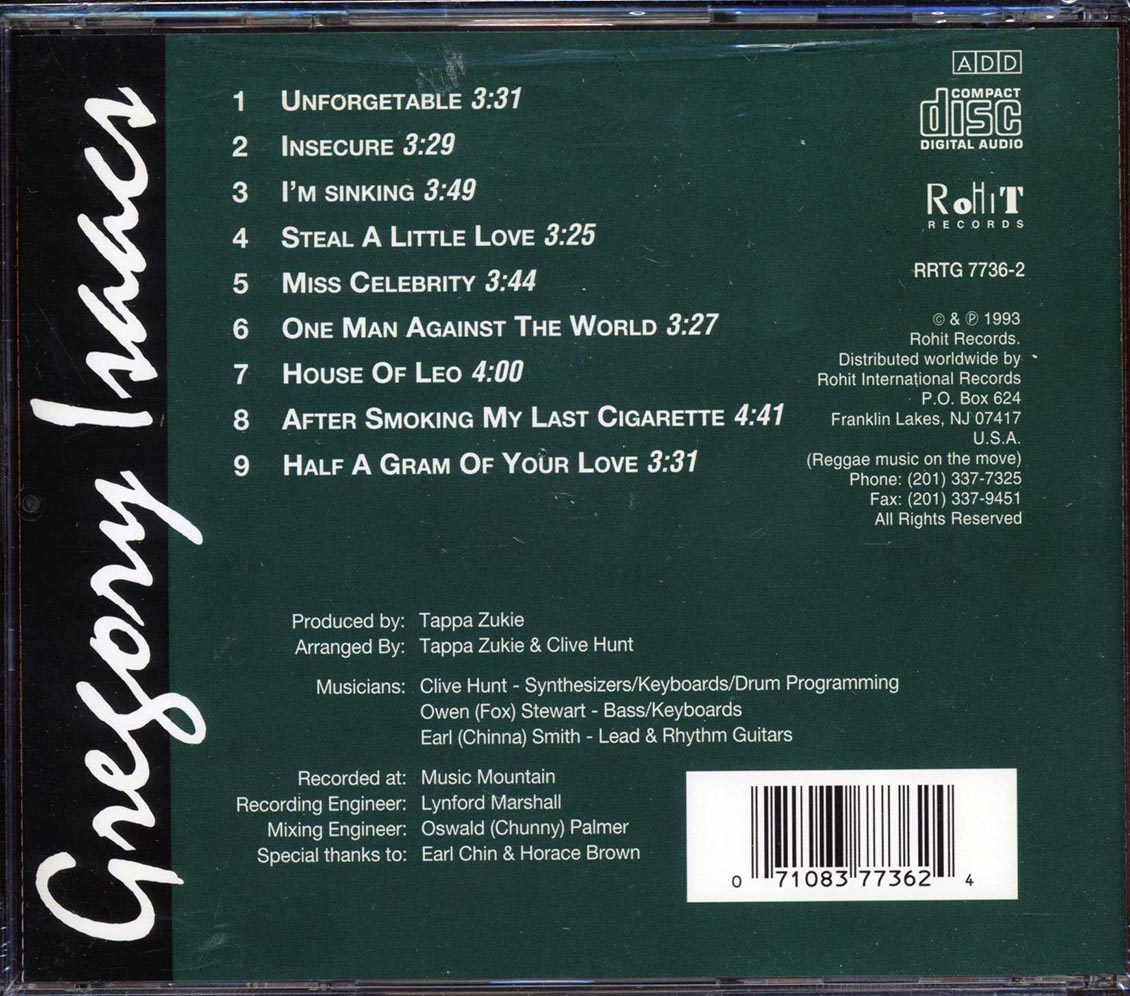 Gregory Isaacs
1 UNFORGETABLE 3:31
2 INSECURE 3:29
3 I'M SINKING 3:49
4 STEAL A LITTLE LOVE 3:25
5 MISS CELEBRITY 3:44
6 ONE MAN AGAINST THE WORLD 3:27
7 HOUSE OF LEO 4:00
8 AFTER SMOKING MY LAST CIGARETTE 4:41
9 HALF A GRAM OF YOUR LOVE 3:31
ADD
COMPACT
disc
DIGITAL AUDIO
RoHiT
RECORDS
RRTG 7736-2
© & ℗ 1993
Rohit Records.
Distributed worldwide by
Rohit International Records
P.O. Box 624
Franklin Lakes, NJ 07417
U.S.A.
(Reggae music on the move)
Phone: (201) 337-7325
Fax: (201) 337-9451
All Rights Reserved
Produced by: Tappa Zukie
Arranged By: Tappa Zukie & Clive Hunt
Musicians: Clive Hunt - Synthesizers/Keyboards/Drum Programming
Owen (Fox) Stewart - Bass/Keyboards
Earl (Chinna) Smith - Lead & Rhythm Guitars
Recorded at: Music Mountain
Recording Engineer: Lynford Marshall
Mixing Engineer: Oswald (Chunny) Palmer
Special thanks to: Earl Chin & Horace Brown
0 71083 77362 4